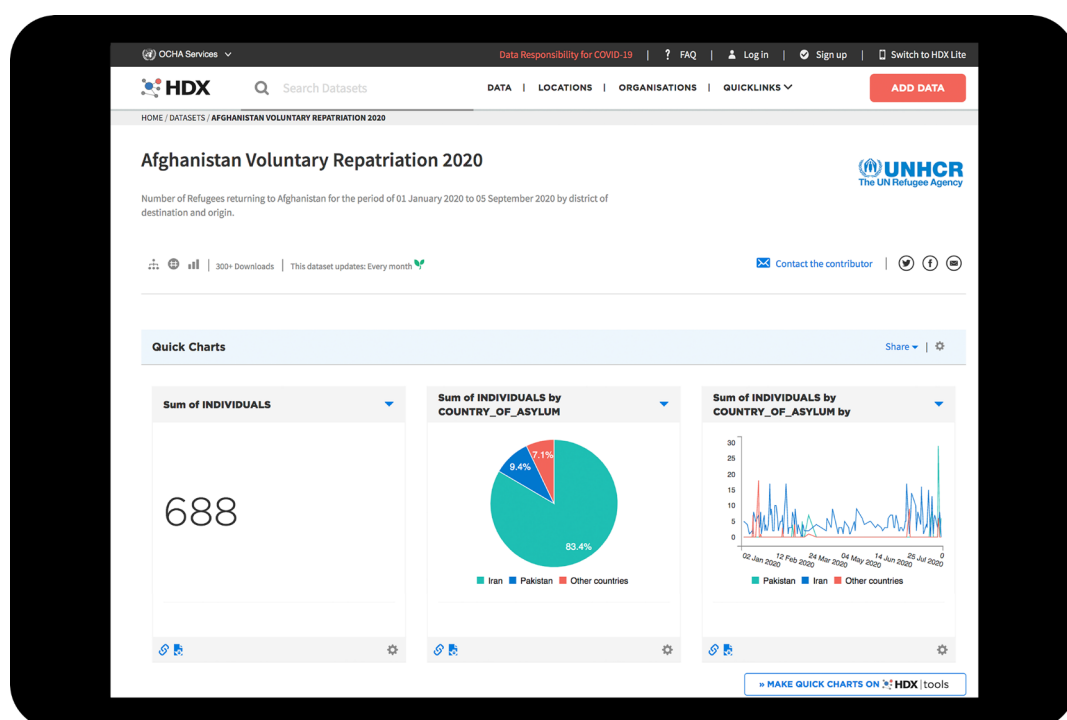 OCHA Services
Data Responsibility for COVID-19 | ? FAQ | Log in | Sign up | Switch to HDX Lite
HDX
Search Datasets
DATA | LOCATIONS | ORGANISATIONS | QUICKLINKS
ADD DATA
HOME / DATASETS / AFGHANISTAN VOLUNTARY REPATRIATION 2020
Afghanistan Voluntary Repatriation 2020
UNHCR
The UN Refugee Agency
Number of Refugees returning to Afghanistan for the period of 01 January 2020 to 05 September 2020 by district of
destination and origin.
300+ Downloads | This dataset updates: Every month
Contact the contributor
Quick Charts
Share
Sum of INDIVIDUALS
688
Sum of INDIVIDUALS by
COUNTRY_OF_ASYLUM
7.1%
9.4%
83.4%
Iran Pakistan Other countries
Sum of INDIVIDUALS by
COUNTRY_OF_ASYLUM by
30
25
20
15
10
5
0
02 Jan 2020 12 Feb 2020 24 Mar 2020 04 May 2020 14 Jun 2020 25 Jul 2020 0
Pakistan Iran Other countries
» MAKE QUICK CHARTS ON HDX | tools